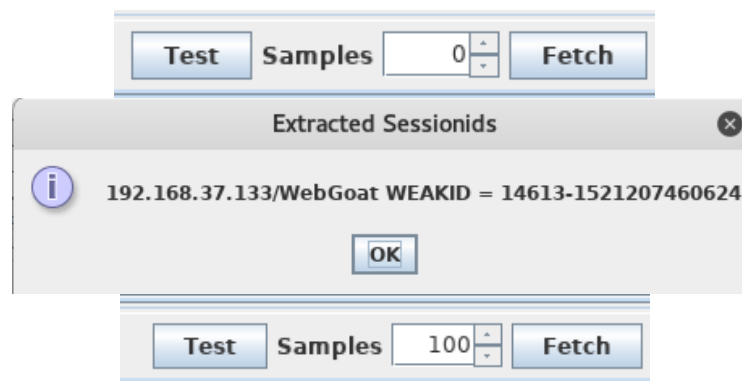 Test Samples 0 Fetch
Extracted Sessionids
i 192.168.37.133/WebGoat WEAKID = 14613-1521207460624
OK
Test Samples 100 Fetch